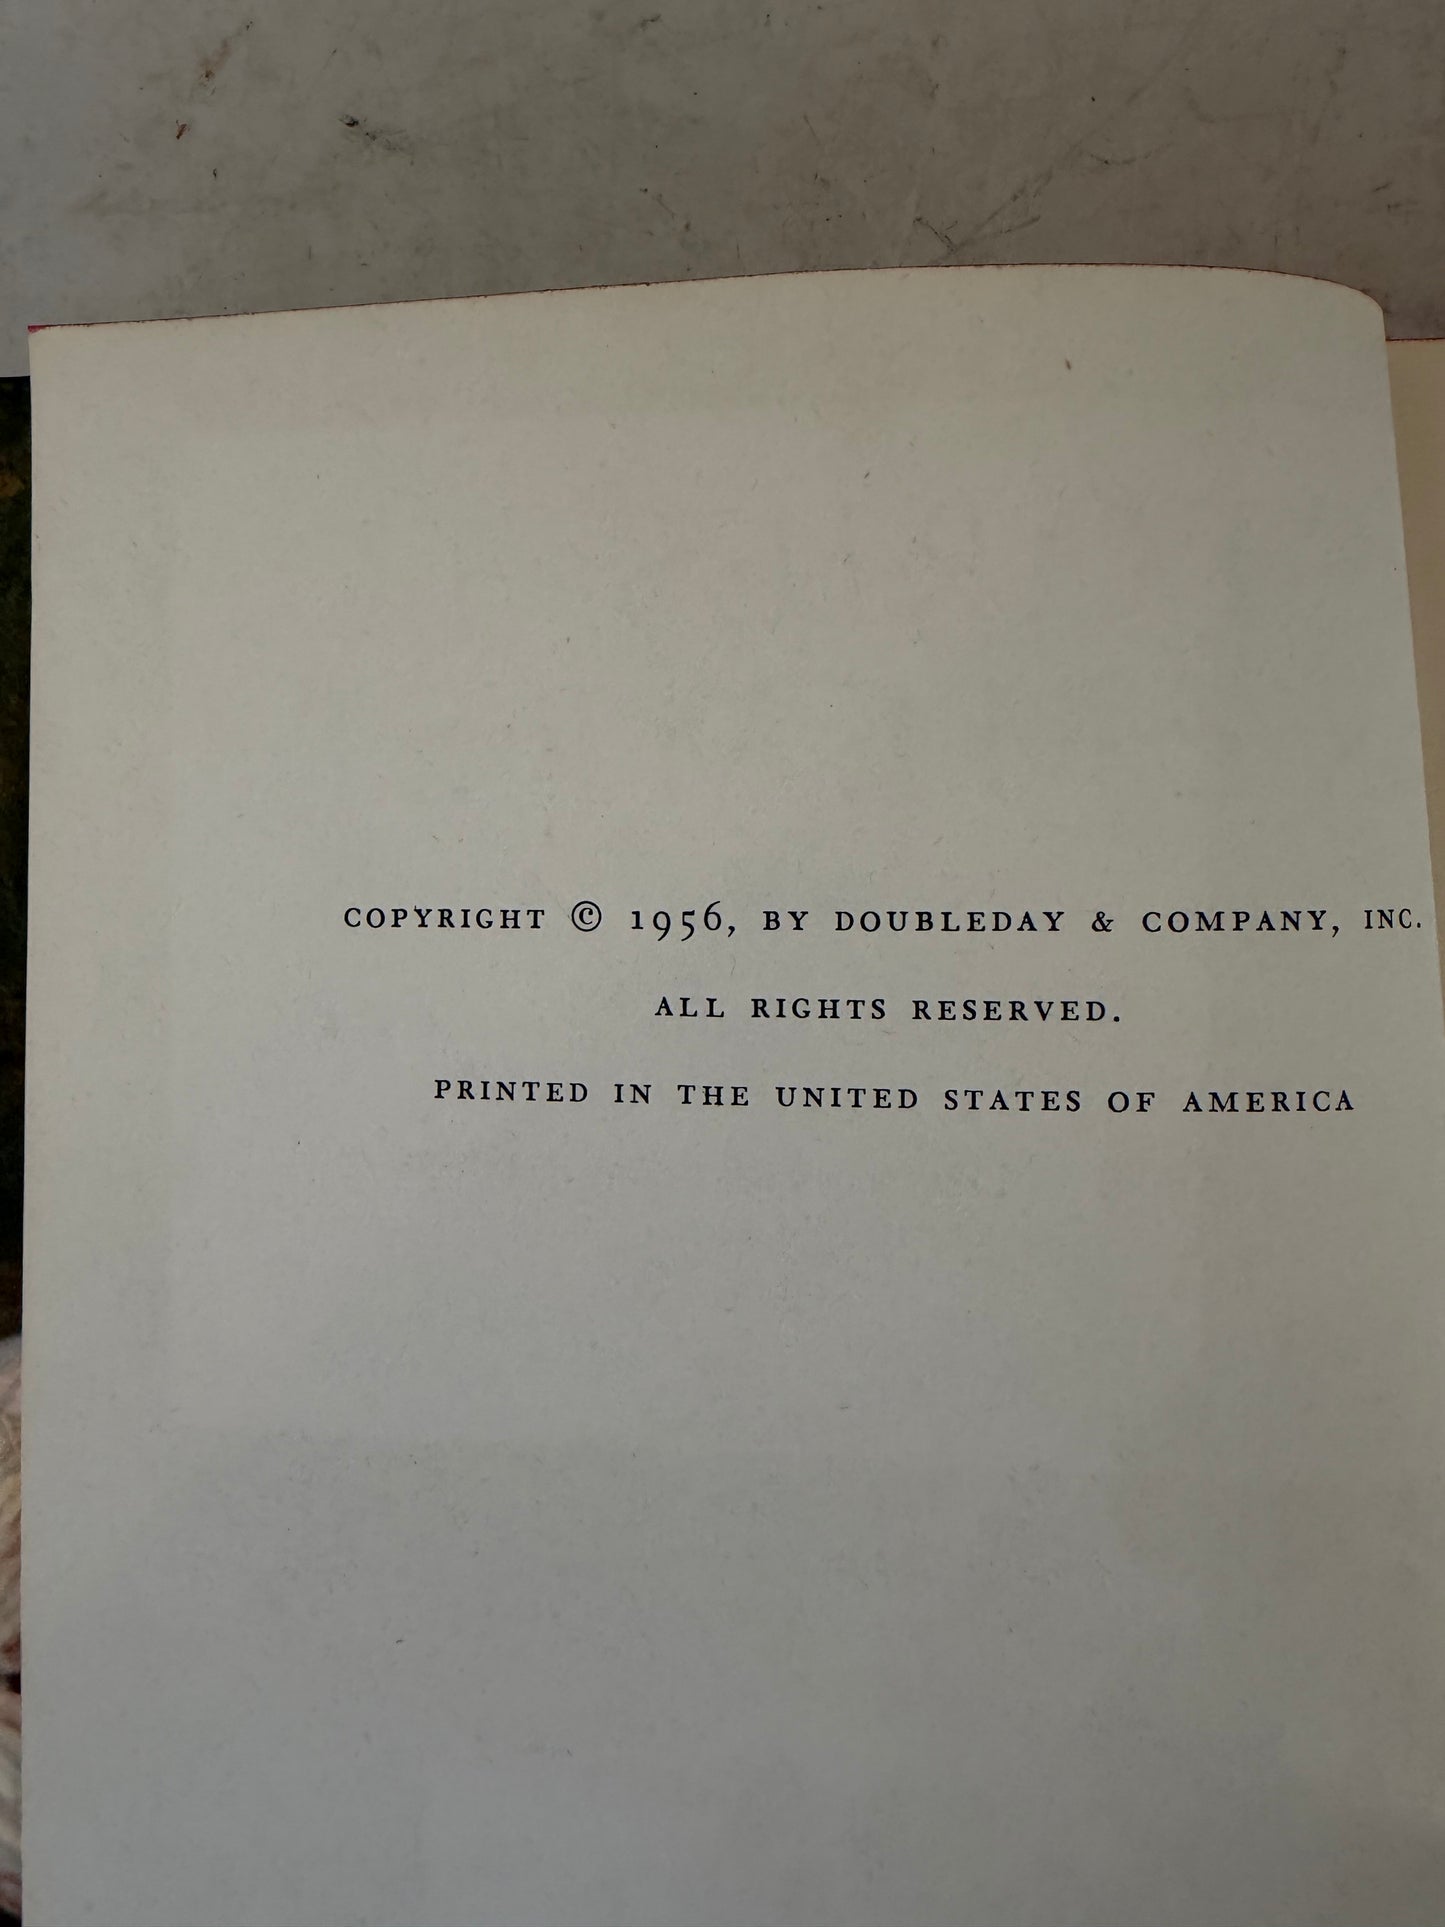 COPYRIGHT © 1956, BY DOUBLEDAY & COMPANY, INC.
ALL RIGHTS RESERVED.
PRINTED IN THE UNITED STATES OF AMERICA